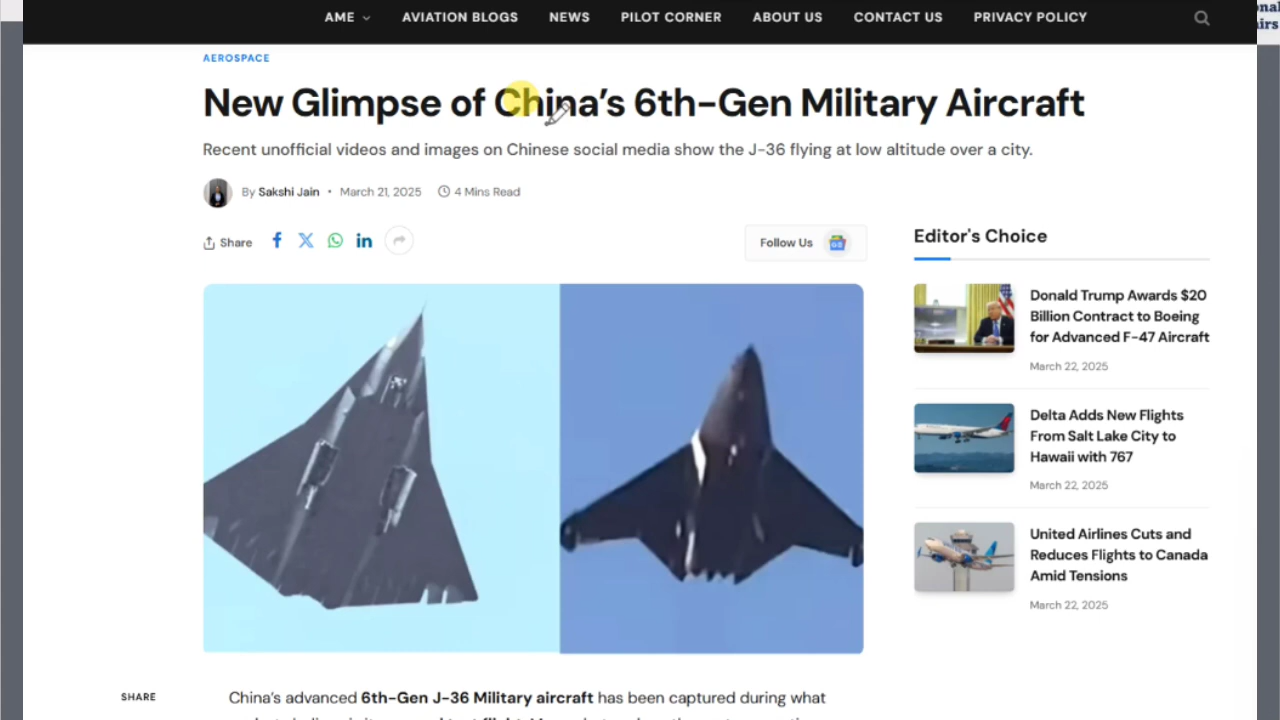 AME
AVIATION BLOGS
NEWS
PILOT CORNER
ABOUT US
CONTACT US
PRIVACY POLICY
AEROSPACE
New Glimpse of China's 6th-Gen Military Aircraft
Recent unofficial videos and images on Chinese social media show the J-36 flying at low altitude over a city.
By Sakshi Jain • March 21, 2025 4 Mins Read
Share
Follow Us
Editor's Choice
Donald Trump Awards $20
Billion Contract to Boeing
for Advanced F-47 Aircraft
March 22, 2025
Delta Adds New Flights
From Salt Lake City to
Hawaii with 767
March 22, 2025
United Airlines Cuts and
Reduces Flights to Canada
Amid Tensions
March 22, 2025
SHARE
China's advanced 6th-Gen J-36 Military aircraft has been captured during what